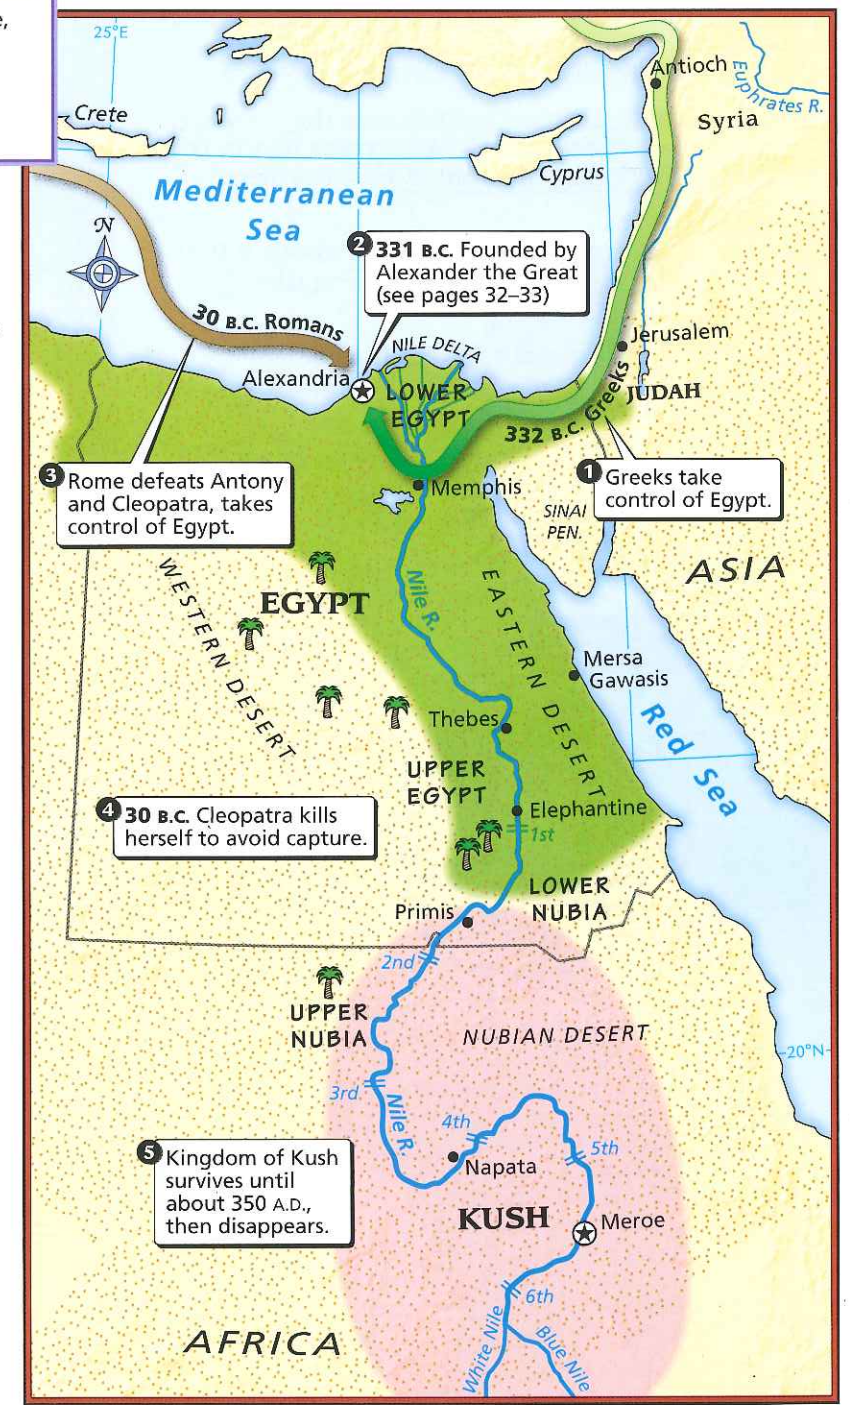 e,
25°E
Antioch
Euphrates R.
Crete
Syria
Cyprus
Mediterranean
Sea
N
2 331 B.C. Founded by
Alexander the Great
(see pages 32–33)
30 B.C. Romans
NILE DELTA
Jerusalem
Alexandria
LOWER
EGYPT
JUDAH
332 B.C. Greeks
3 Rome defeats Antony
and Cleopatra, takes
control of Egypt.
Memphis
1 Greeks take
control of Egypt.
SINAI
PEN.
ASIA
WESTERN DESERT
EGYPT
Nile R.
EASTERN DESERT
Mersa
Gawasis
Red Sea
Thebes
UPPER
EGYPT
4 30 B.C. Cleopatra kills
herself to avoid capture.
Elephantine
1st
LOWER
NUBIA
Primis
2nd
UPPER
NUBIA
NUBIAN DESERT
20°N
3rd
Nile R.
4th
5th
Napata
5 Kingdom of Kush
survives until
about 350 A.D.,
then disappears.
KUSH
Meroe
6th
AFRICA
White Nile
Blue Nile